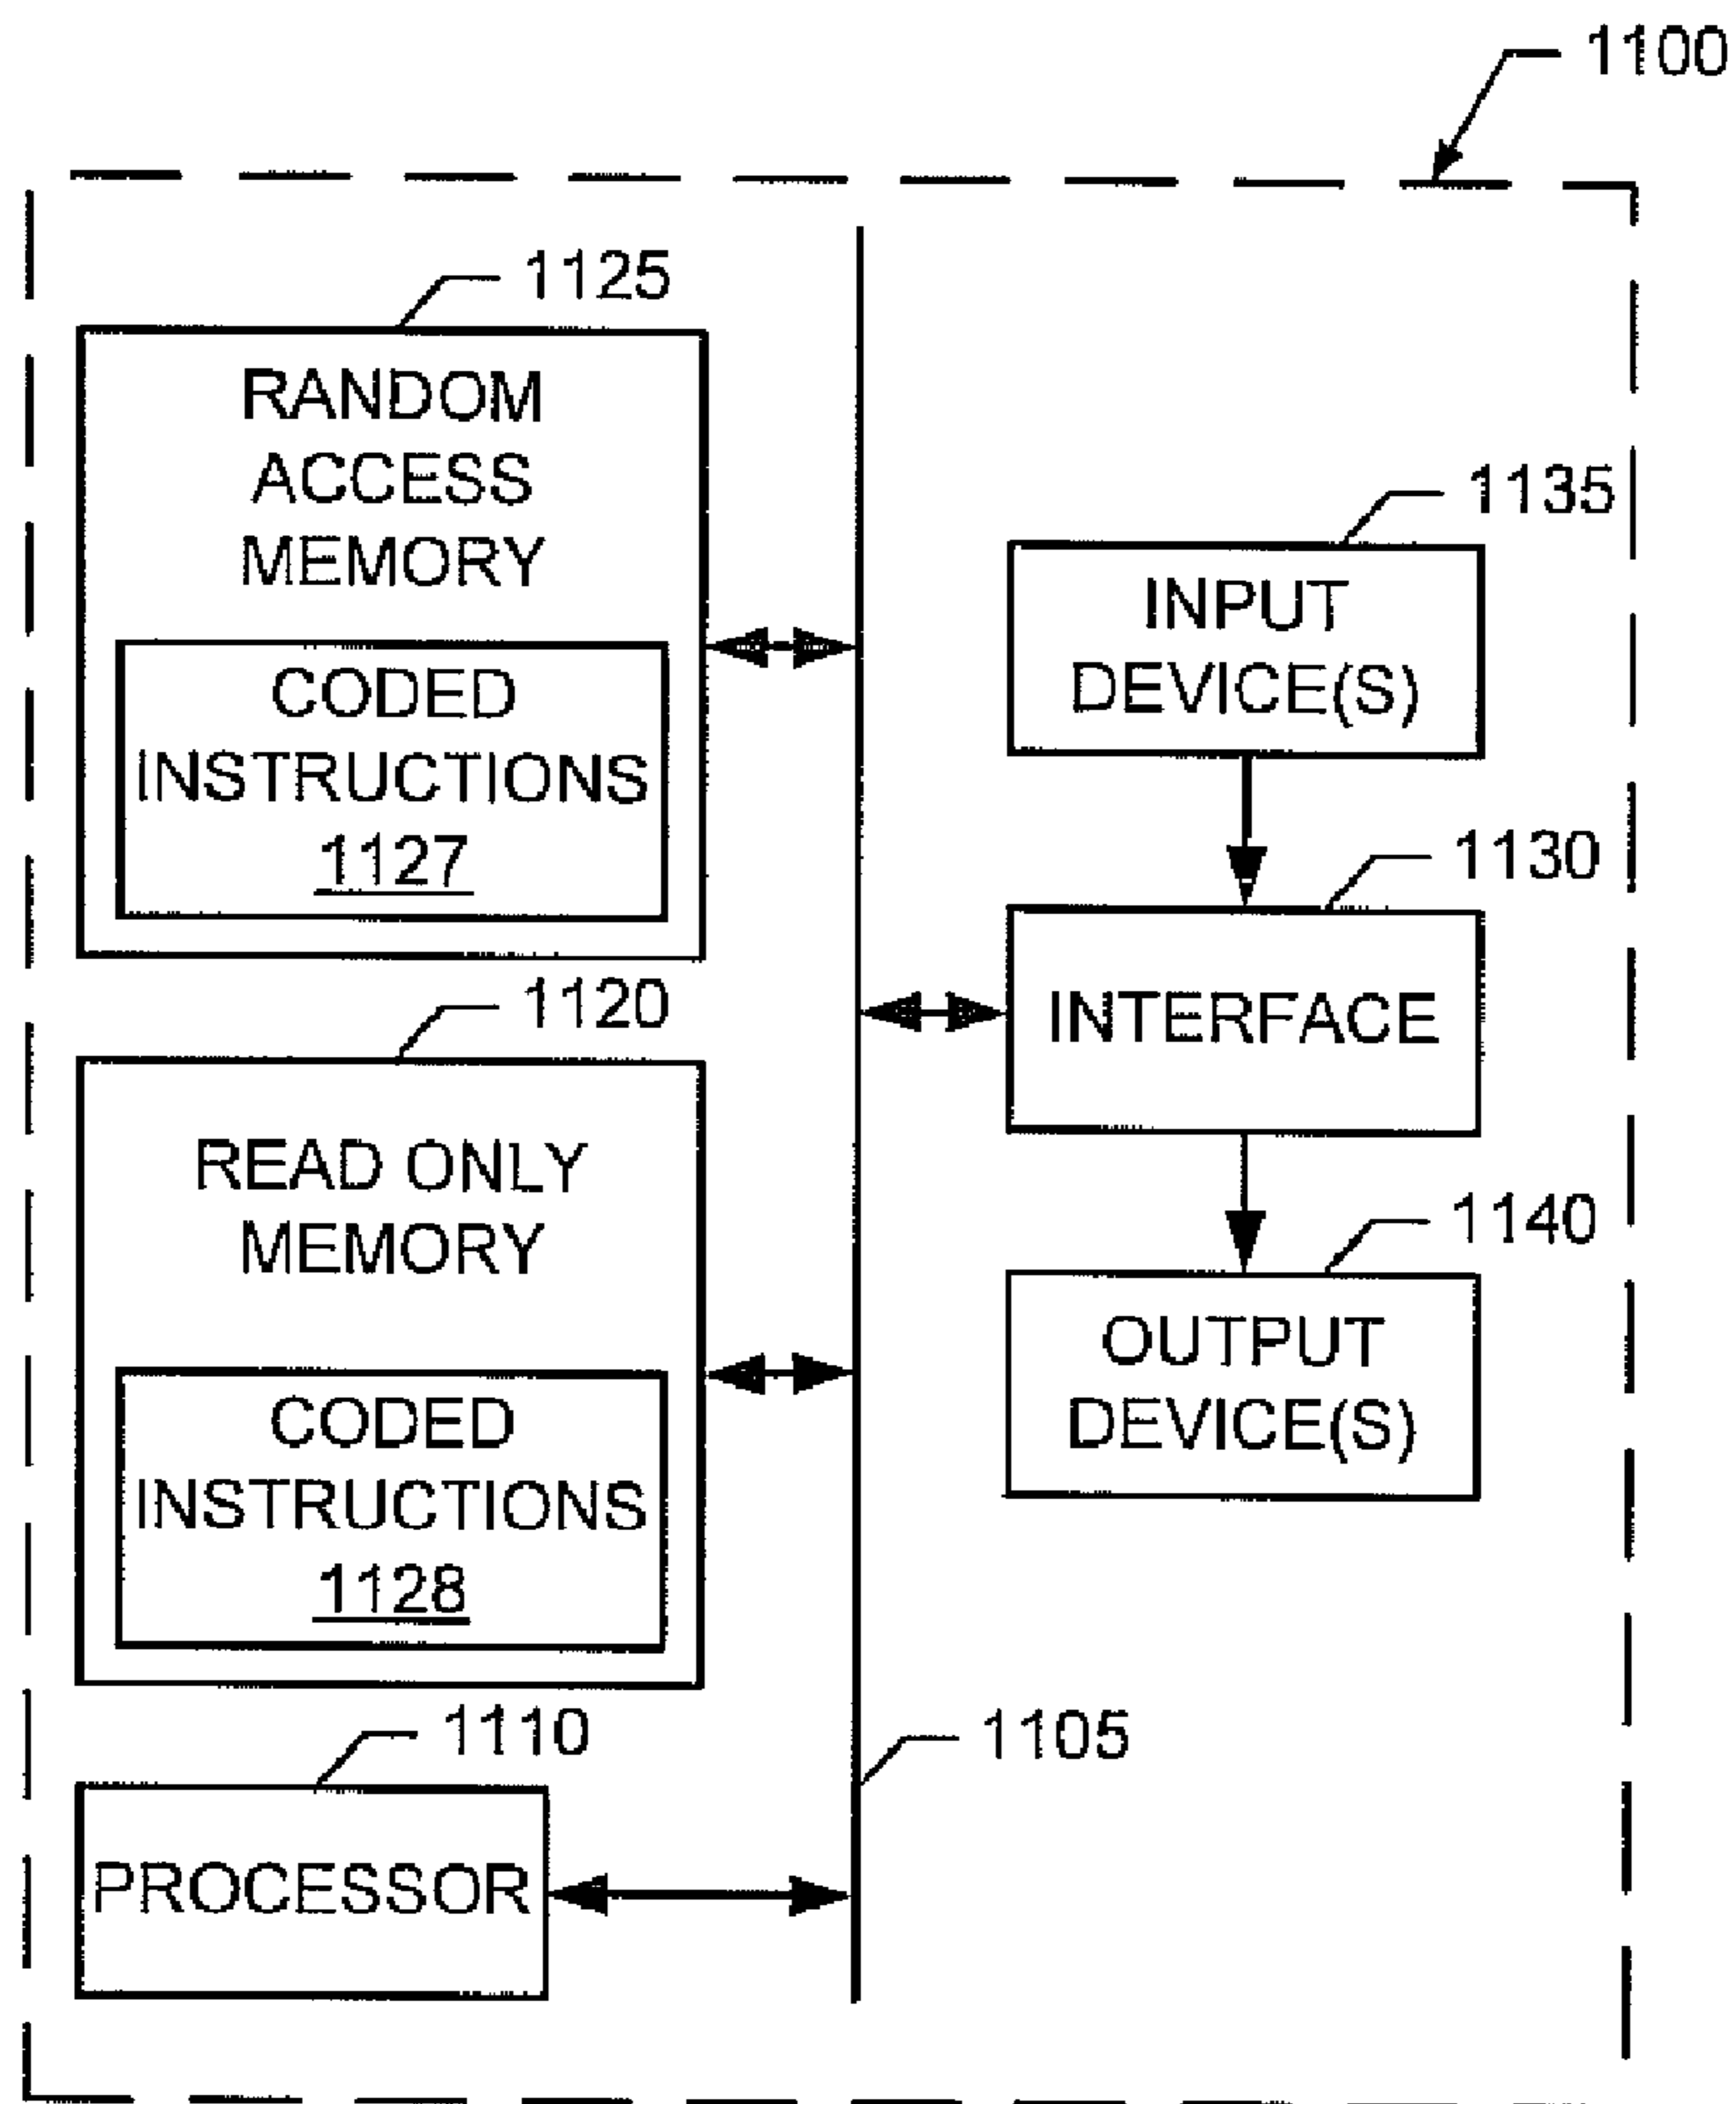 1100
1125
RANDOM
ACCESS
MEMORY
CODED
INSTRUCTIONS
1127
1120
READ ONLY
MEMORY
CODED
INSTRUCTIONS
1128
1110
PROCESSOR
1105
1135
INPUT
DEVICE(S)
1130
INTERFACE
1140
OUTPUT
DEVICE(S)